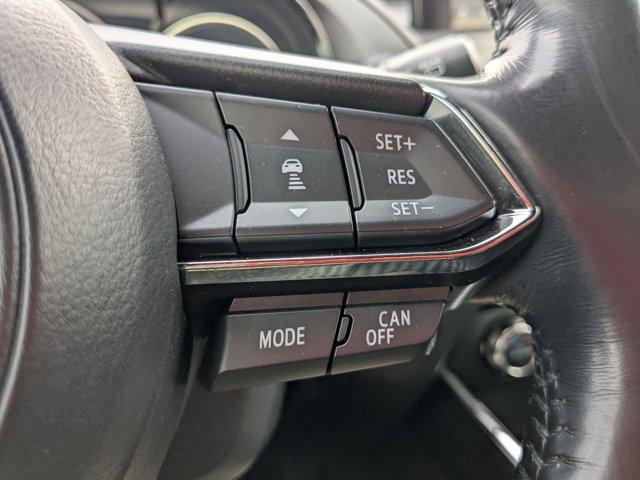 SET+
RES
SET-
MODE
CAN
OFF